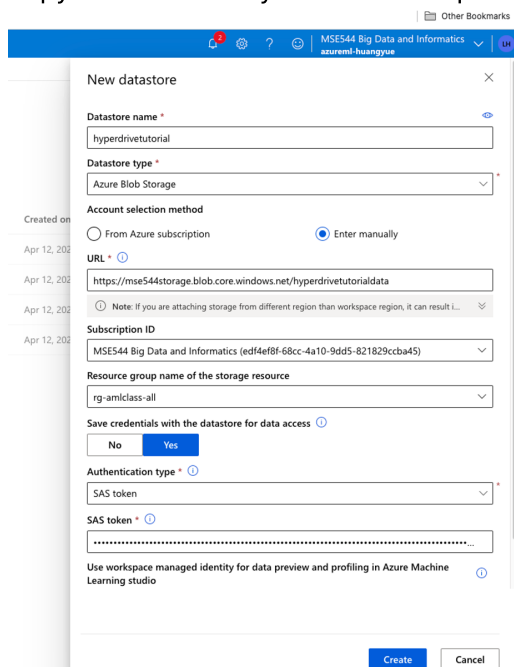 Other Bookmarks
2
?
MSE544 Big Data and Informatics
azureml-huangyue
LH
New datastore
Datastore name *
hyperdrivetutorial
Datastore type *
Azure Blob Storage
*
Account selection method
From Azure subscription
Enter manually
URL *
https://mse544storage.blob.core.windows.net/hyperdrivetutorialdata
Note: If you are attaching storage from different region than workspace region, it can result i...
Subscription ID
MSE544 Big Data and Informatics (edf4ef8f-68cc-4a10-9dd5-821829ccba45)
Resource group name of the storage resource
rg-amlclass-all
Save credentials with the datastore for data access
No
Yes
Authentication type *
SAS token
*
SAS token *
Use workspace managed identity for data preview and profiling in Azure Machine
Learning studio
Create
Cancel
Created on
Apr 12, 202
Apr 12, 202
Apr 12, 202
Apr 12, 202